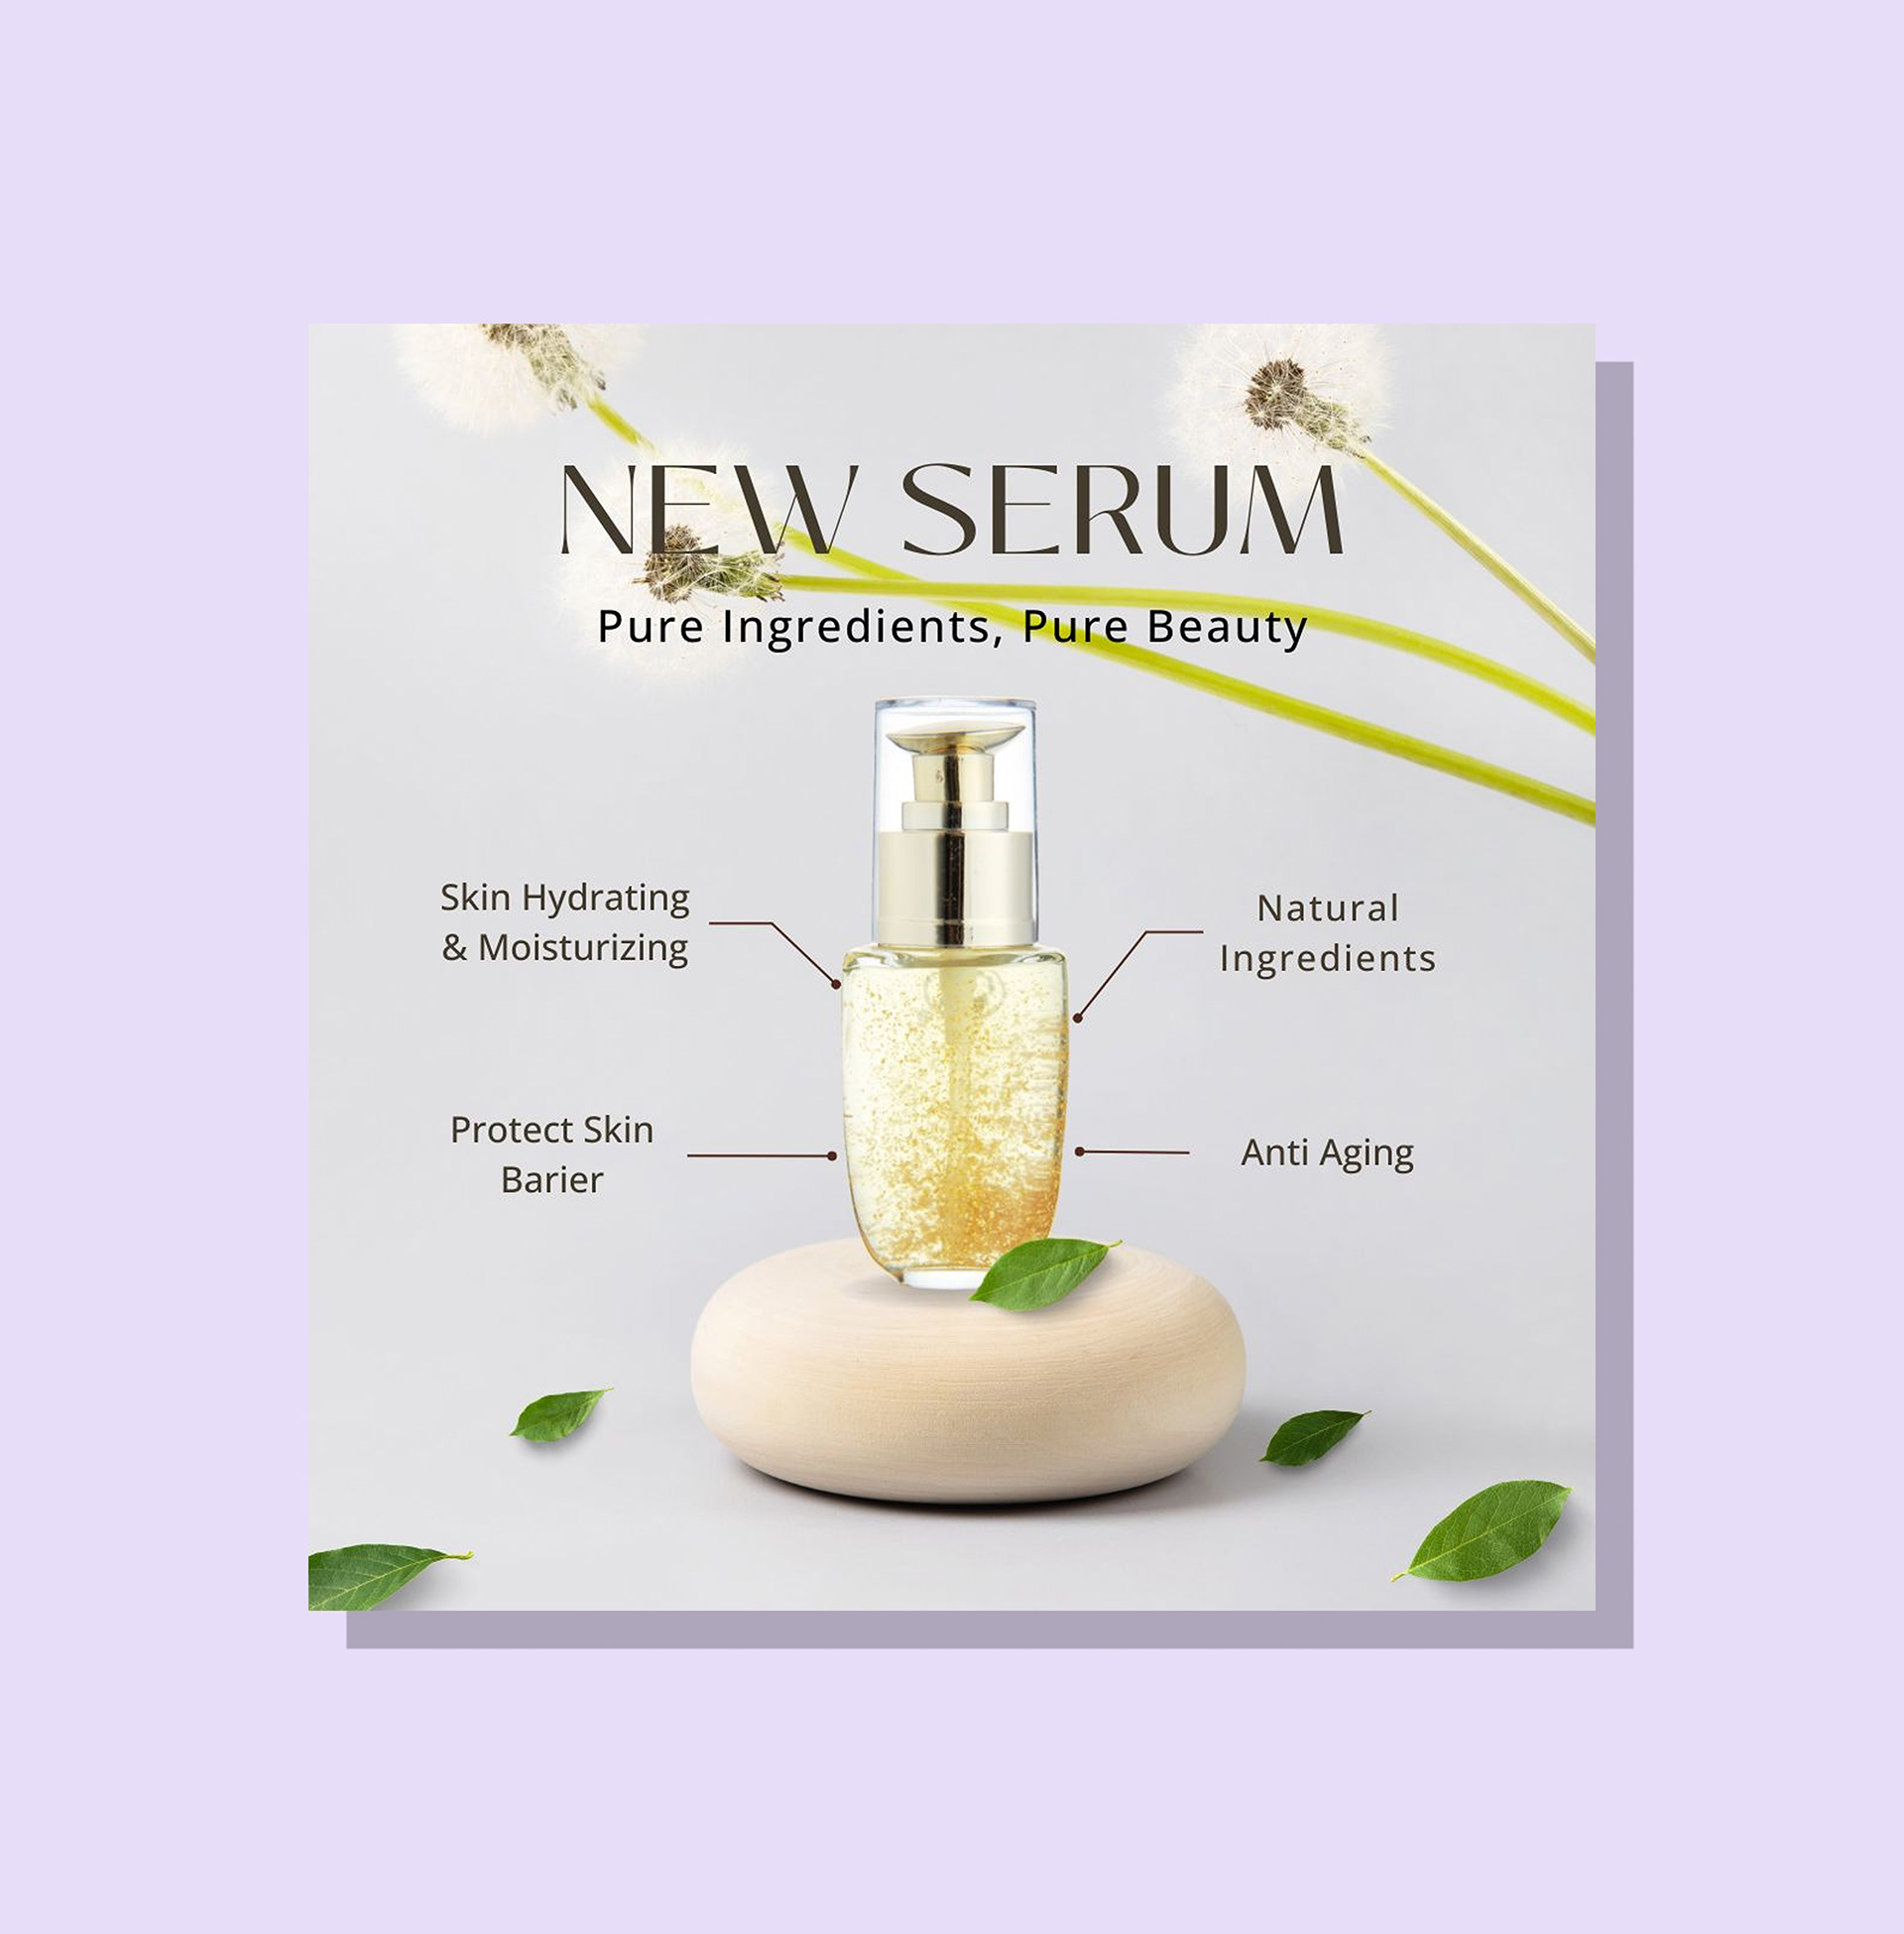 NEW SERUM
Pure Ingredients, Pure Beauty
Skin Hydrating
& Moisturizing
Natural
Ingredients
Protect Skin
Barier
Anti Aging